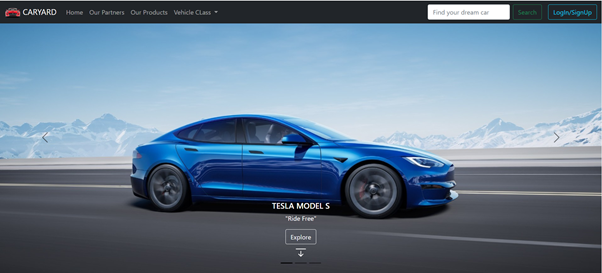 CARYARD Home Our Partners Our Products Vehicle CLass Find your dream car Search LogIn/SignUp
TESLA MODEL S
"Ride Free"
Explore